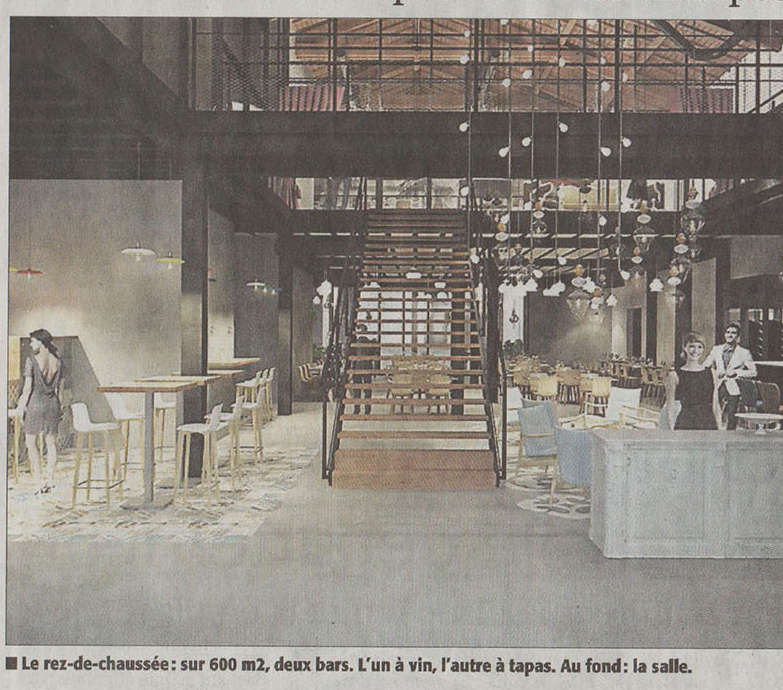 ■ Le rez-de-chaussée: sur 600 m2, deux bars. L'un à vin, l'autre à tapas. Au fond: la salle.